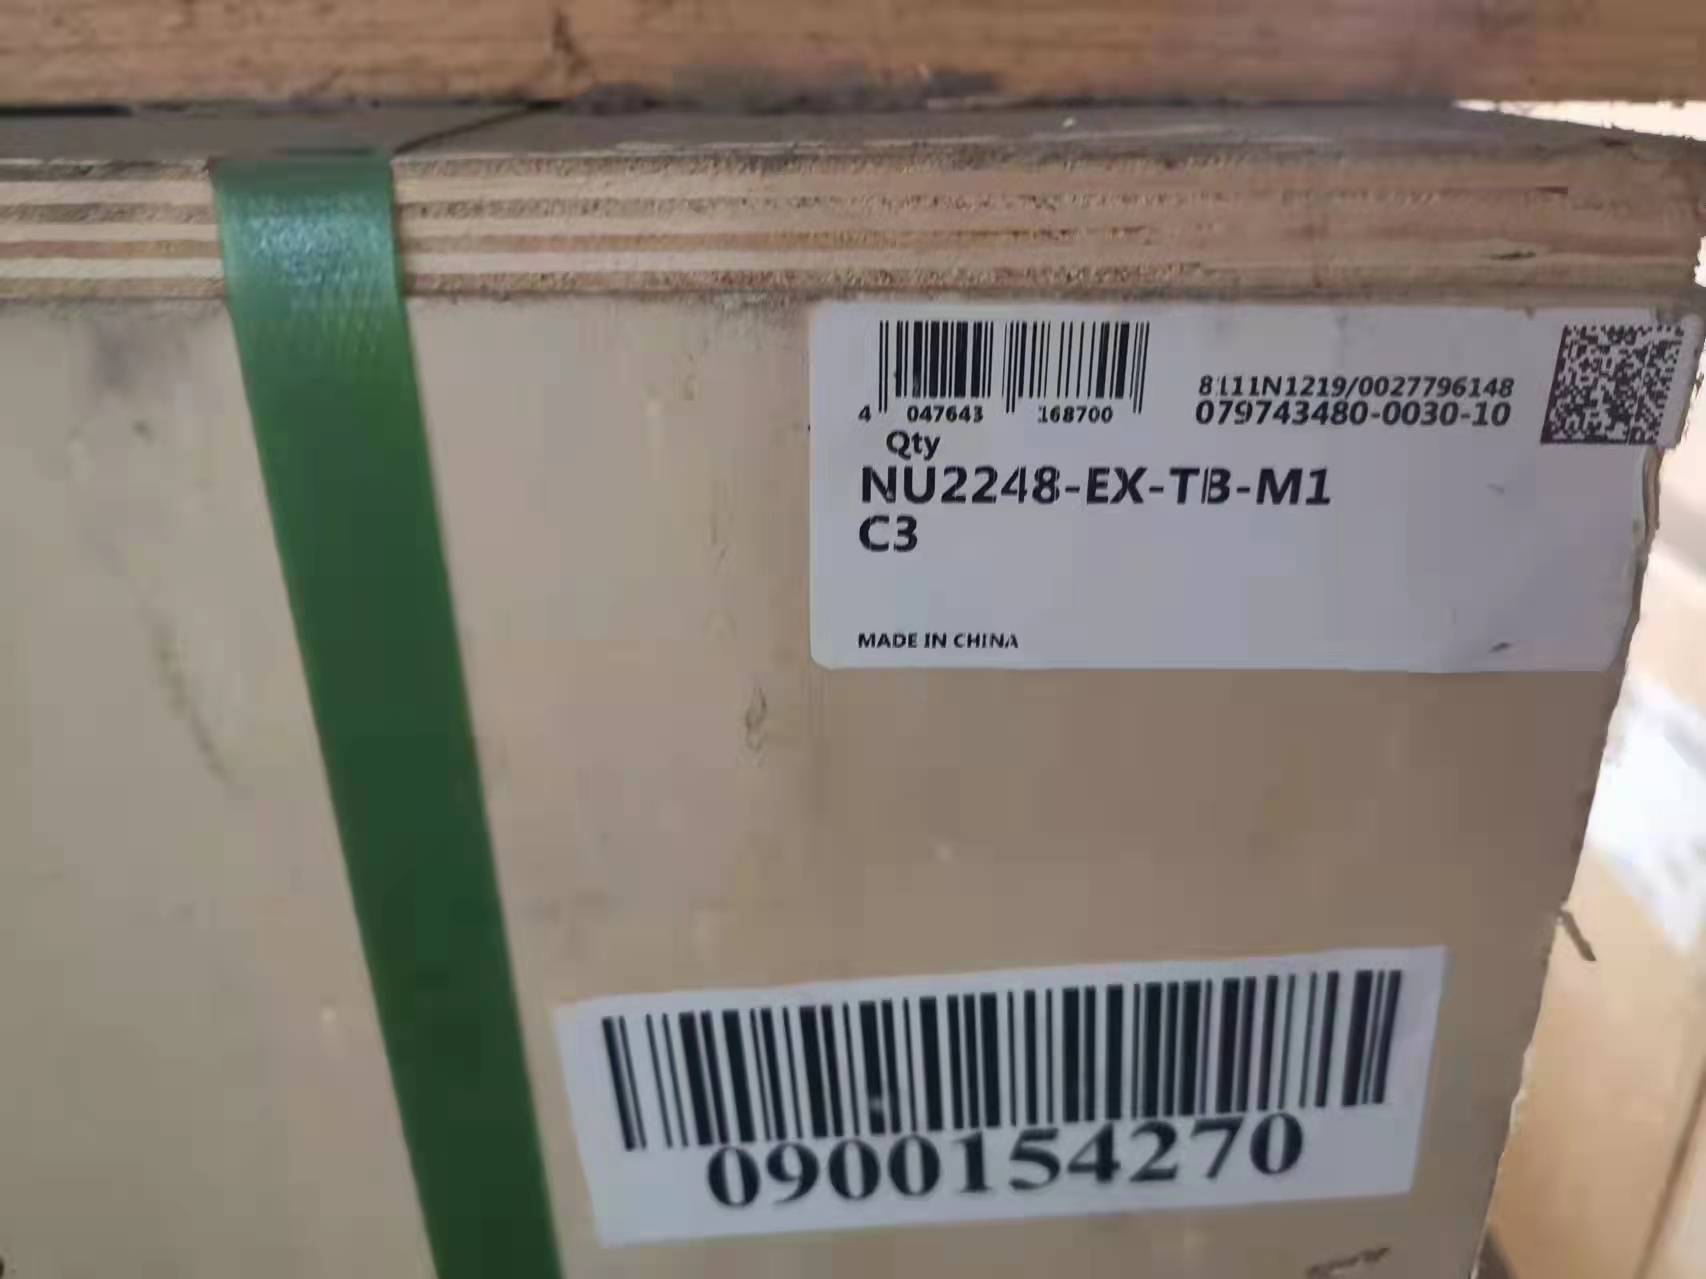 4 047643 168700
8111N1219/0027796148
079743480-0030-10
Qty
NU2248-EX-TB-M1
C3
MADE IN CHINA
0900154270